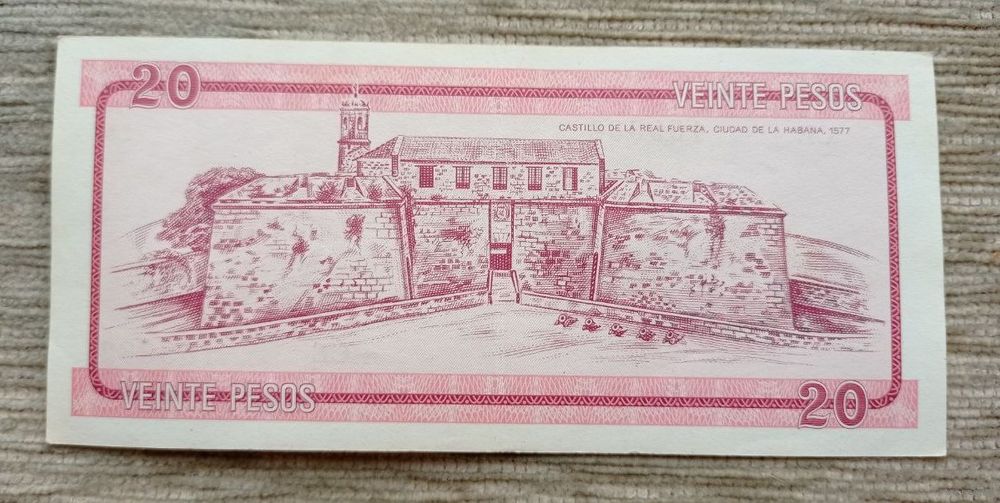 20
VEINTE PESOS
CASTILLO DE LA REAL FUERZA, CIUDAD DE LA HABANA, 1577
VEINTE PESOS
20